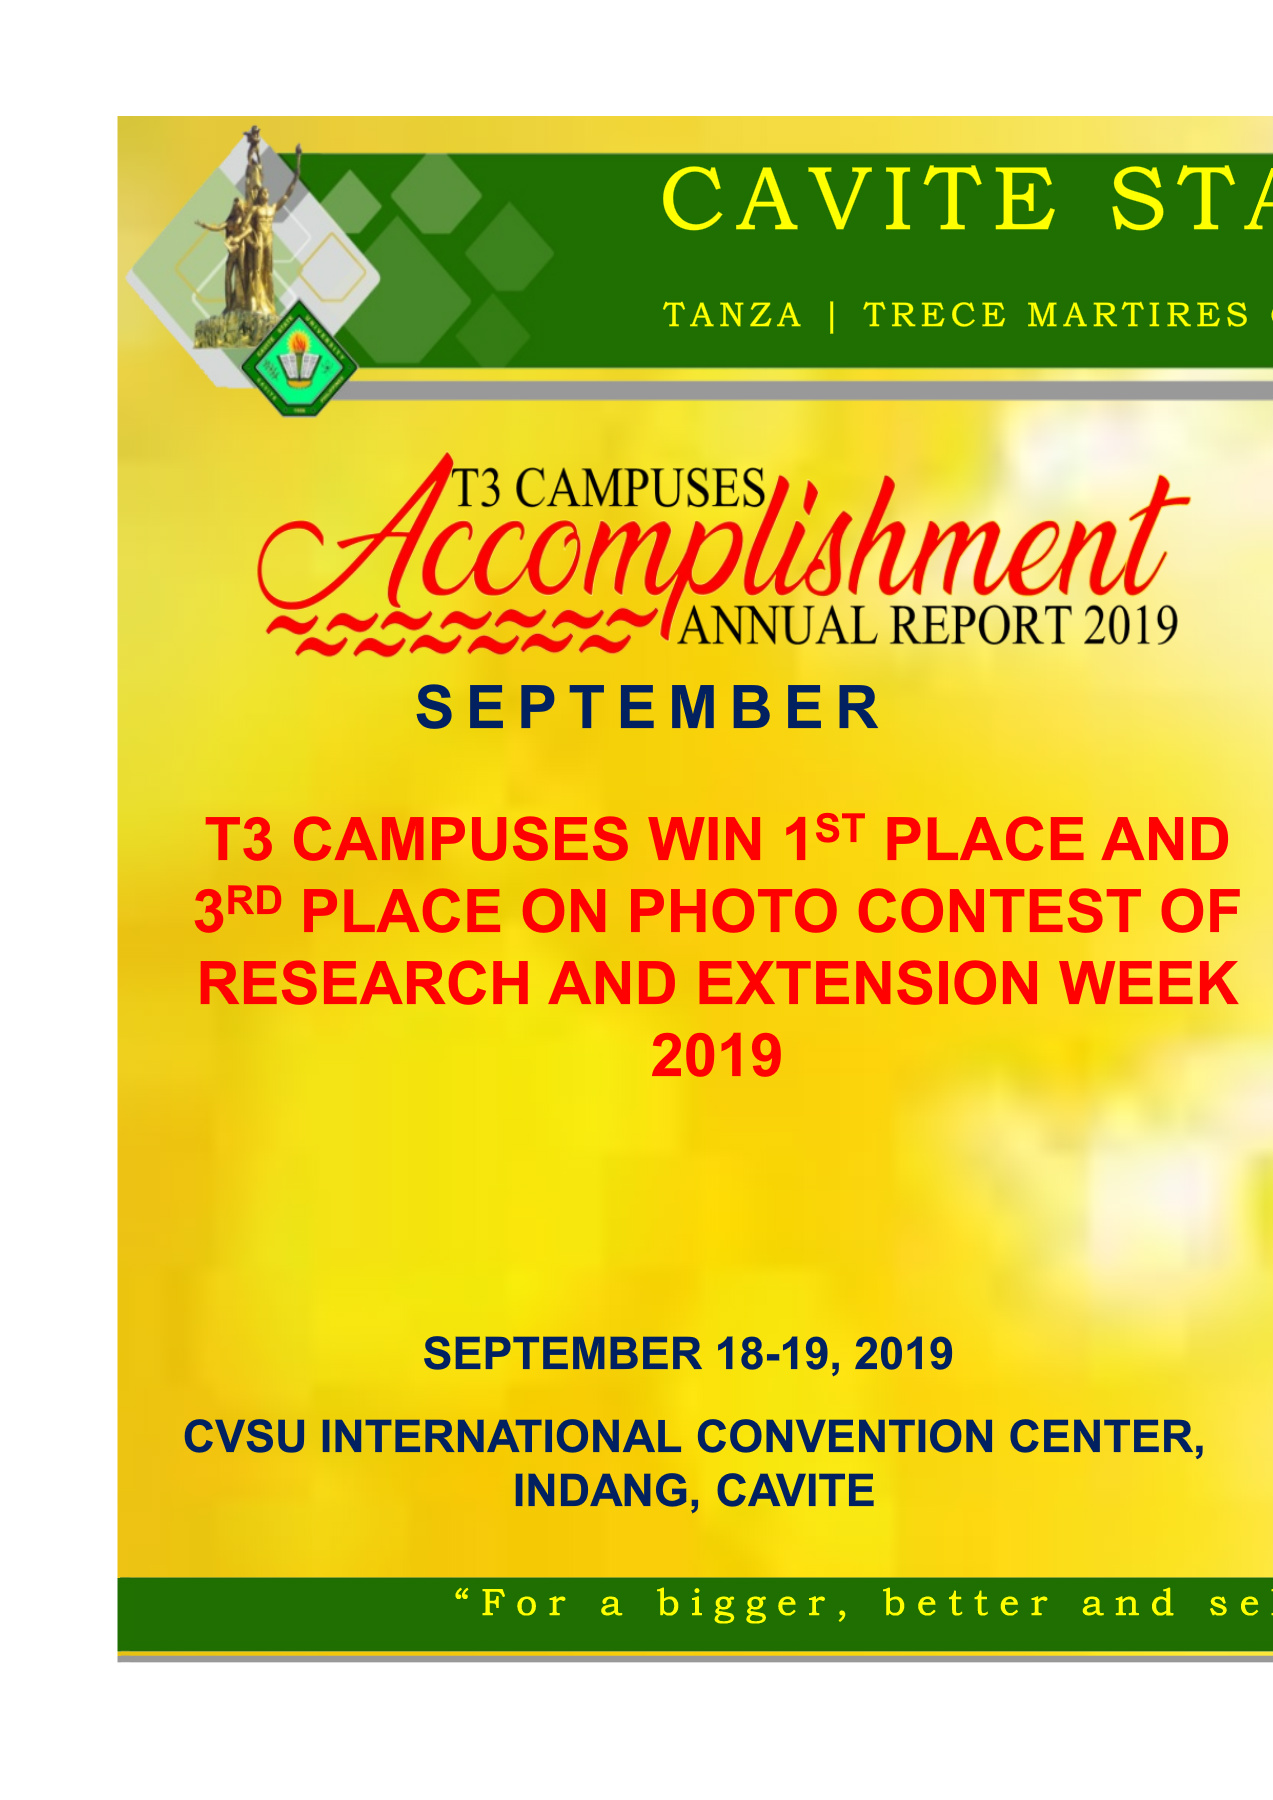 CAVITE STA
TANZA | TRECE MARTIRES
T3 CAMPUSES
Accomplishment
ANNUAL REPORT 2019
SEPTEMBER
T3 CAMPUSES WIN 1ST PLACE AND
3RD PLACE ON PHOTO CONTEST OF
RESEARCH AND EXTENSION WEEK
2019
SEPTEMBER 18-19, 2019
CVSU INTERNATIONAL CONVENTION CENTER,
INDANG, CAVITE
“For a bigger, better and